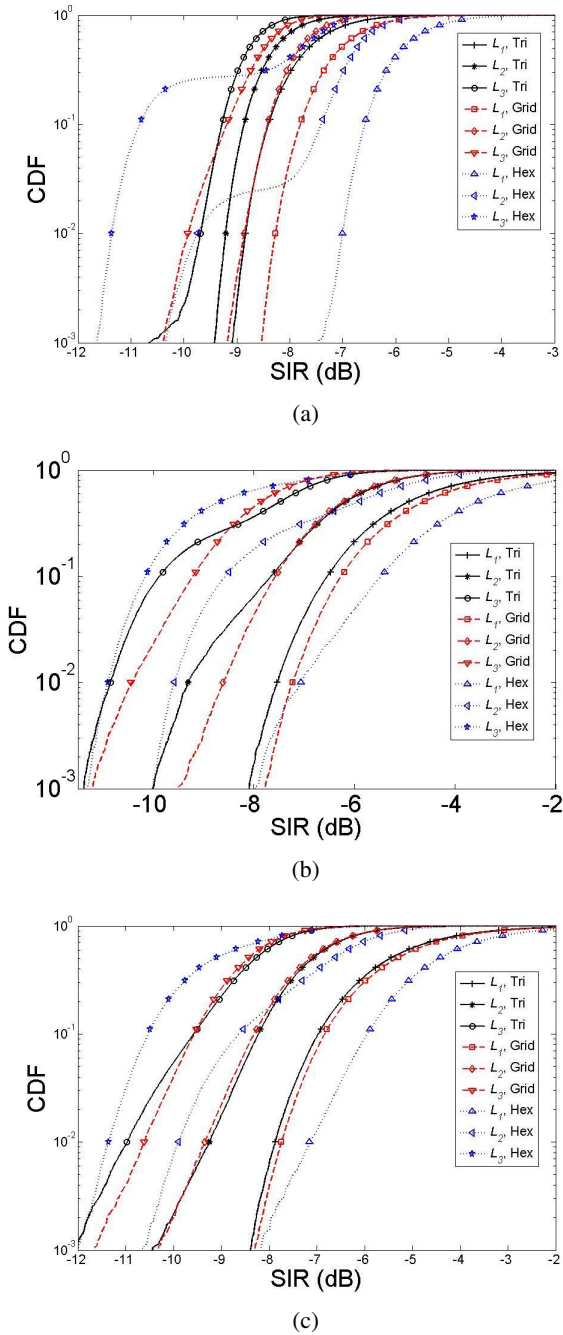 10^0
10^-1
10^-2
10^-3
CDF
-12 -11 -10 -9 -8 -7 -6 -5 -4 -3
SIR (dB)
L1, Tri
L2, Tri
L3, Tri
L1, Grid
L2, Grid
L3, Grid
L1, Hex
L2, Hex
L3, Hex
(a)
10^0
10^-1
10^-2
10^-3
CDF
-10 -8 -6 -4 -2
SIR (dB)
L1, Tri
L2, Tri
L3, Tri
L1, Grid
L2, Grid
L3, Grid
L1, Hex
L2, Hex
L3, Hex
(b)
10^0
10^-1
10^-2
10^-3
CDF
-12 -11 -10 -9 -8 -7 -6 -5 -4 -3 -2
SIR (dB)
L1, Tri
L2, Tri
L3, Tri
L1, Grid
L2, Grid
L3, Grid
L1, Hex
L2, Hex
L3, Hex
(c)